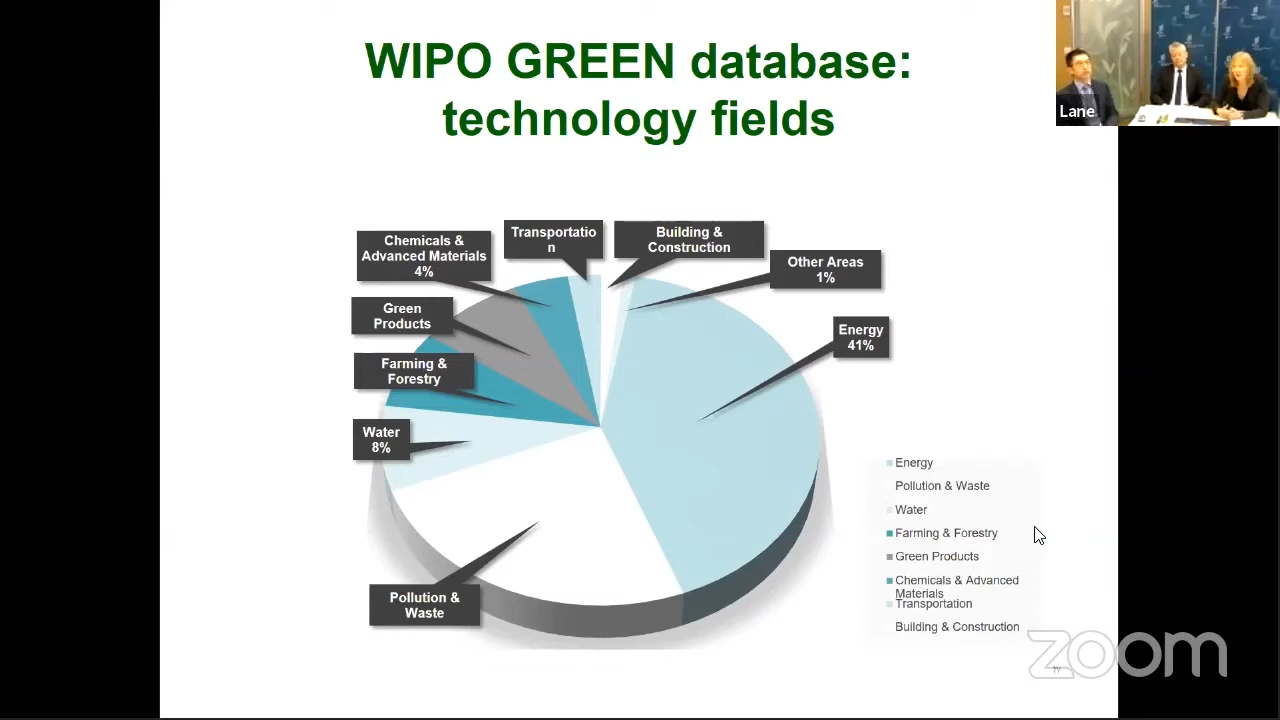 WIPO GREEN database:
technology fields
Lane
Chemicals &
Advanced Materials
4%
Transportatio
n
Building &
Construction
Other Areas
1%
Green
Products
Energy
41%
Farming &
Forestry
Water
8%
Pollution &
Waste
Energy
Pollution & Waste
Water
Farming & Forestry
Green Products
Chemicals & Advanced
Materials
Transportation
Building & Construction
zoom